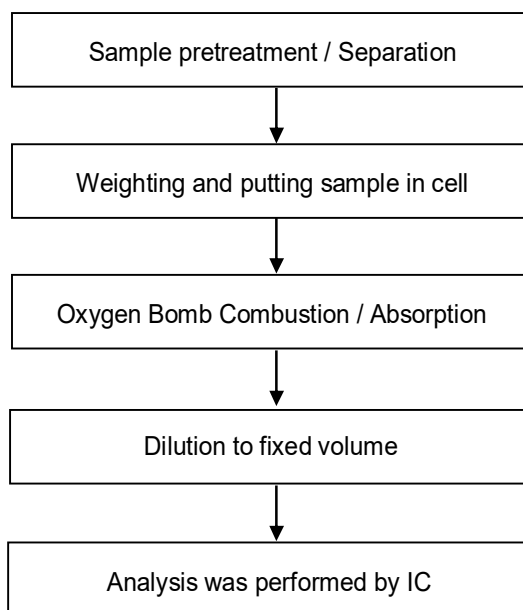 Sample pretreatment / Separation
Weighting and putting sample in cell
Oxygen Bomb Combustion / Absorption
Dilution to fixed volume
Analysis was performed by IC